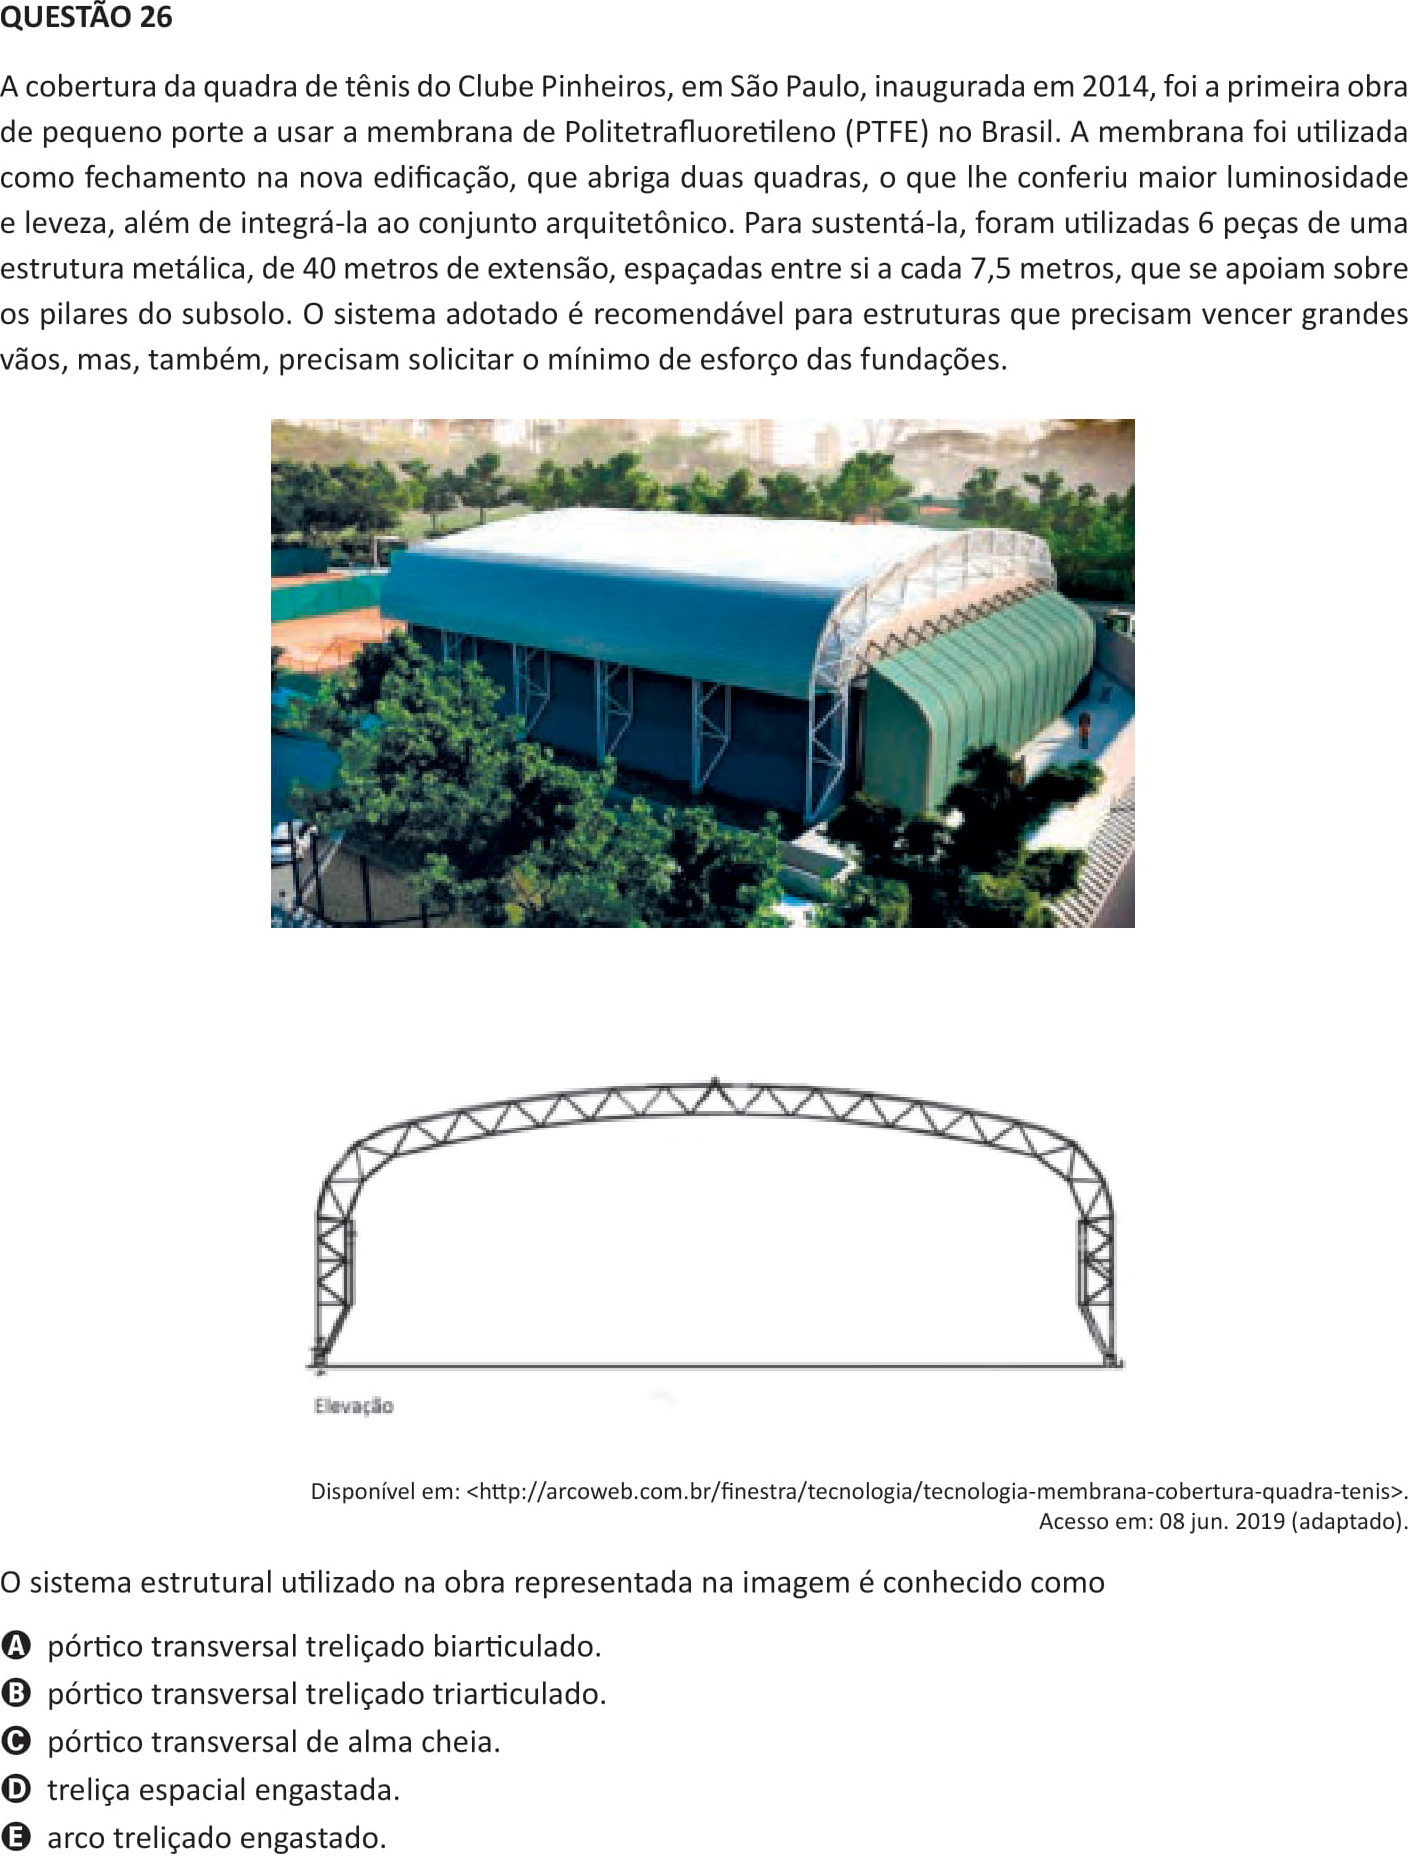 QUESTÃO 26
A cobertura da quadra de tênis do Clube Pinheiros, em São Paulo, inaugurada em 2014, foi a primeira obra
de pequeno porte a usar a membrana de Politetrafluoretileno (PTFE) no Brasil. A membrana foi utilizada
como fechamento na nova edificação, que abriga duas quadras, o que lhe conferiu maior luminosidade
e leveza, além de integrá-la ao conjunto arquitetônico. Para sustentá-la, foram utilizadas 6 peças de uma
estrutura metálica, de 40 metros de extensão, espaçadas entre si a cada 7,5 metros, que se apoiam sobre
os pilares do subsolo. O sistema adotado é recomendável para estruturas que precisam vencer grandes
vãos, mas, também, precisam solicitar o mínimo de esforço das fundações.
Elevação
Disponível em: <http://arcoweb.com.br/finestra/tecnologia/tecnologia-membrana-cobertura-quadra-tenis>.
Acesso em: 08 jun. 2019 (adaptado).
O sistema estrutural utilizado na obra representada na imagem é conhecido como
A pórtico transversal treliçado biarticulado.
B pórtico transversal treliçado triarticulado.
C pórtico transversal de alma cheia.
D treliça espacial engastada.
E arco treliçado engastado.